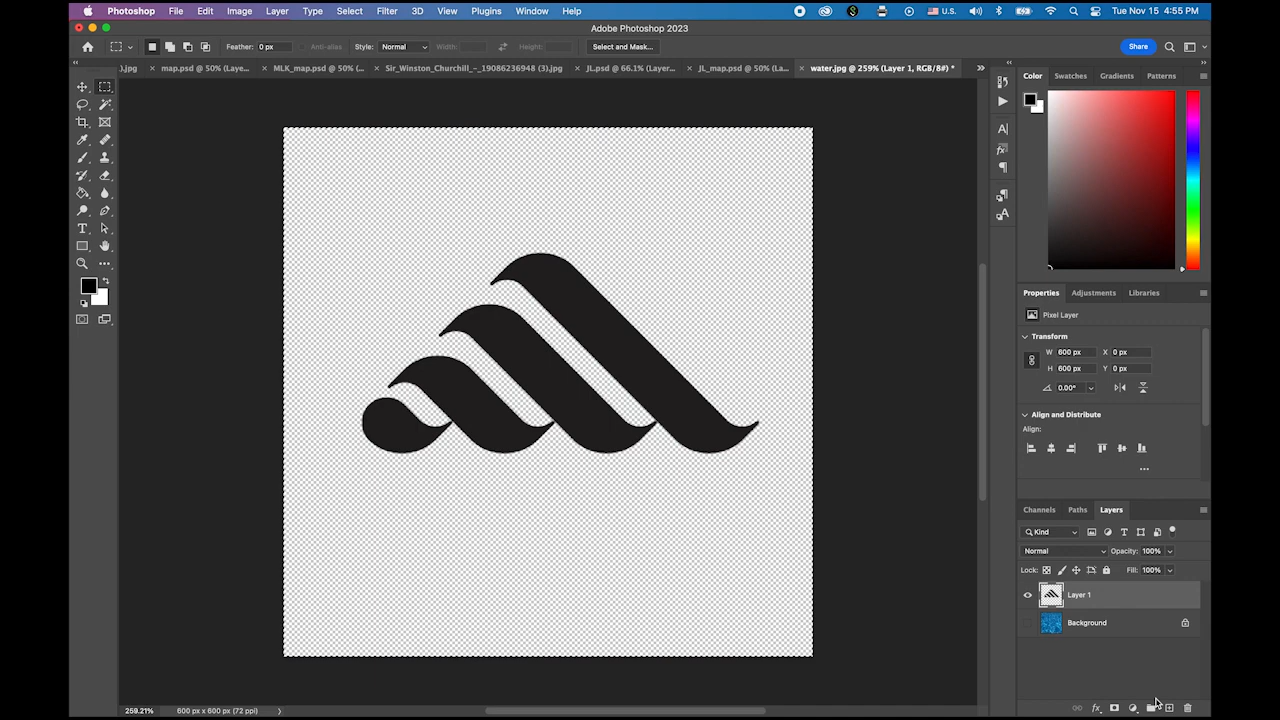 Photoshop File Edit Image Layer Type Select Filter 3D View Plugins Window Help U.S. Tue Nov 15 4:55 PM
Adobe Photoshop 2023
Feather: 0 px Anti-alias Style: Normal Width: Height: Select and Mask... Share
).jpg × map.psd @ 50% (Laye... × MLK_map.psd @ 50% (... × Sir_Winston_Churchill_-_19086236948 (3).jpg × JL.psd @ 66.1% (Layer... × JL_map.psd @ 50% (La... × water.jpg @ 259% (Layer 1, RGB/8#) *
Color Swatches Gradients Patterns
Properties Adjustments Libraries
Pixel Layer
Transform
W 600 px X 0 px
H 600 px Y 0 px
0.00°
Align and Distribute
Align:
Channels Paths Layers
Kind
Normal Opacity: 100%
Lock: Fill: 100%
Layer 1
Background
259.21% 600 px x 600 px (72 ppi)